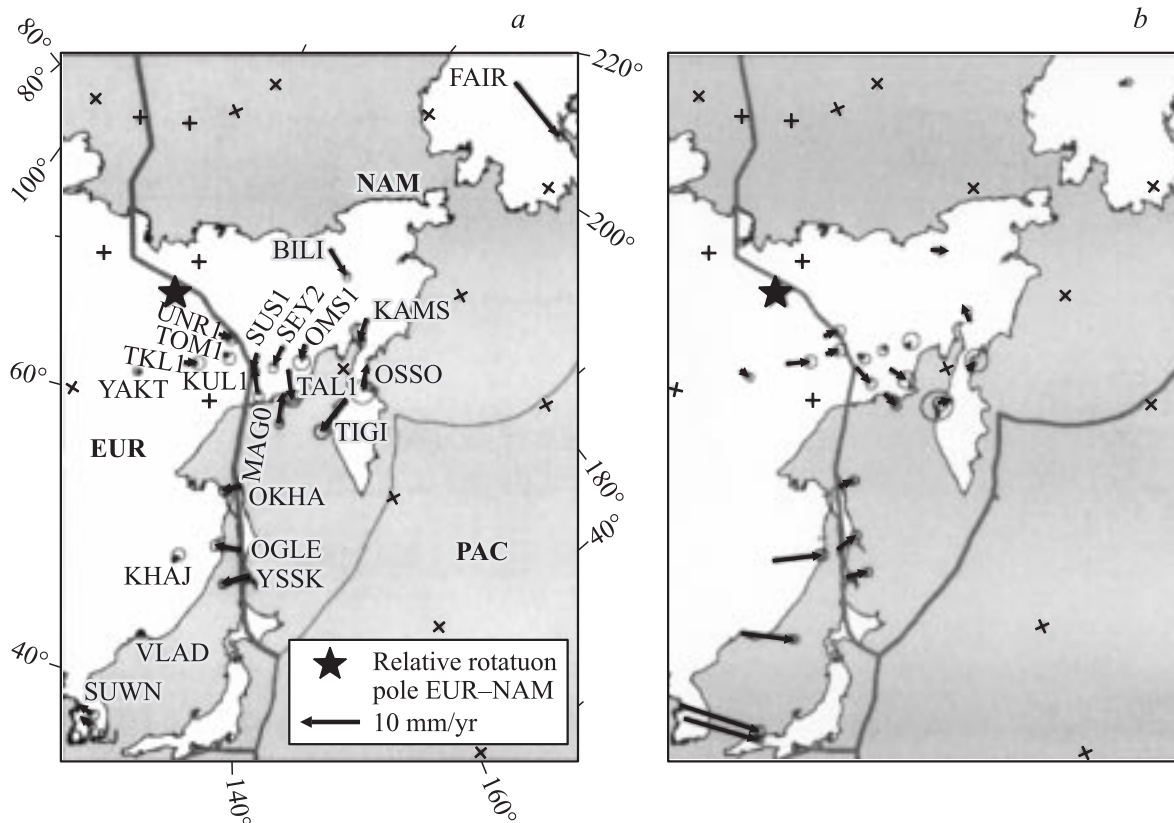 a
b
80°
80°
100°
60°
40°
220°
200°
180°
40°
140°
160°
FAIR
NAM
BILI
KAMS
SUS1
SEY2
OMS1
UNR1
TOM1
TKL1
KUL1
YAKT
TAL1
OSSO
MAG0
TIGI
EUR
OKHA
OGLE
PAC
KHAJ
YSSK
VLAD
SUWN
Relative rotatuon
pole EUR–NAM
10 mm/yr